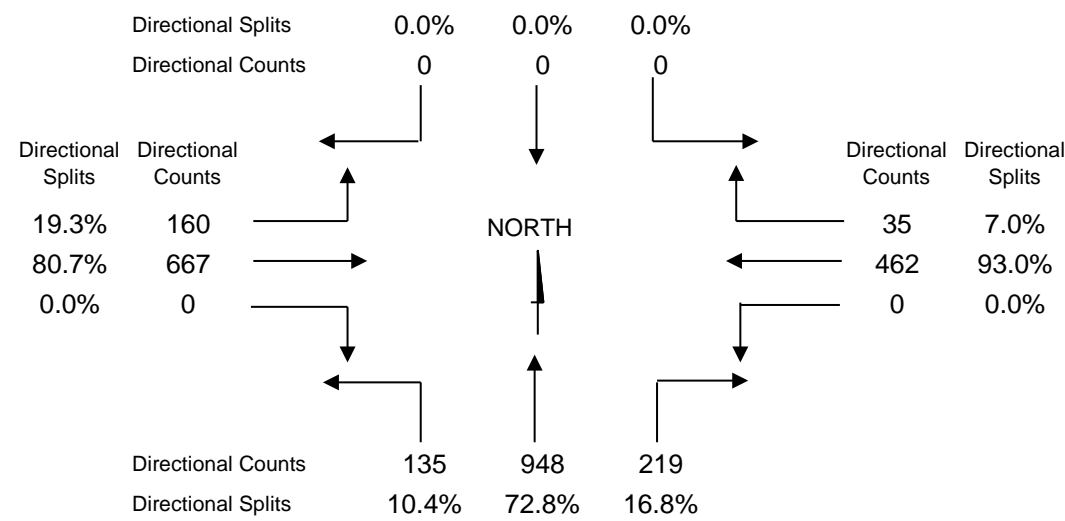 Directional Splits 0.0% 0.0% 0.0%
Directional Counts 0 0 0
Directional Directional Directional Directional
Splits Counts Counts Splits
19.3% 160 NORTH 35 7.0%
80.7% 667 462 93.0%
0.0% 0 0 0.0%
Directional Counts 135 948 219
Directional Splits 10.4% 72.8% 16.8%